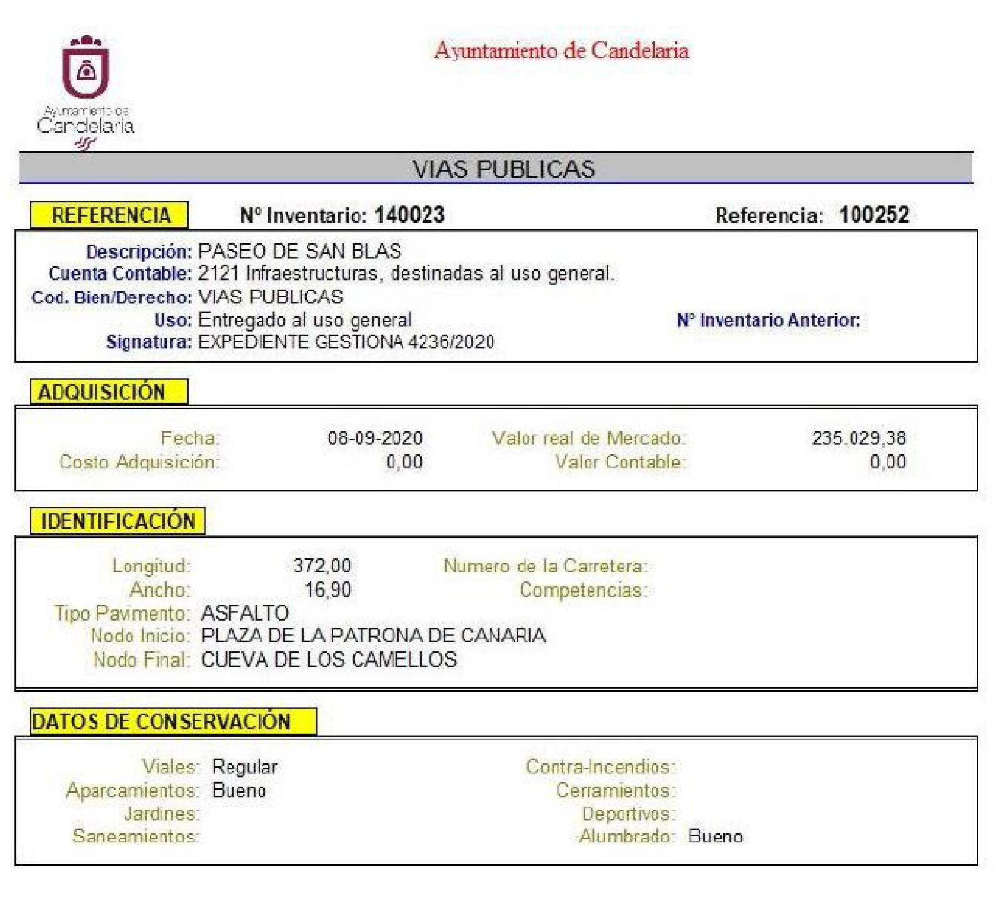 Ayuntamiento de Candelaria
Ayuntamiento de
Candelaria
VIAS PUBLICAS
REFERENCIA Nº Inventario: 140023 Referencia: 100252
Descripción: PASEO DE SAN BLAS
Cuenta Contable: 2121 Infraestructuras, destinadas al uso general.
Cod. Bien/Derecho: VIAS PUBLICAS
Uso: Entregado al uso general Nº Inventario Anterior:
Signatura: EXPEDIENTE GESTIONA 4236/2020
ADQUISICIÓN
Fecha: 08-09-2020 Valor real de Mercado: 235.029,38
Costo Adquisición: 0,00 Valor Contable: 0,00
IDENTIFICACIÓN
Longitud: 372,00 Numero de la Carretera:
Ancho: 16,90 Competencias:
Tipo Pavimento: ASFALTO
Nodo Inicio: PLAZA DE LA PATRONA DE CANARIA
Nodo Final: CUEVA DE LOS CAMELLOS
DATOS DE CONSERVACIÓN
Viales: Regular Contra-Incendios:
Aparcamientos: Bueno Cerramientos:
Jardines: Deportivos:
Saneamientos: Alumbrado: Bueno